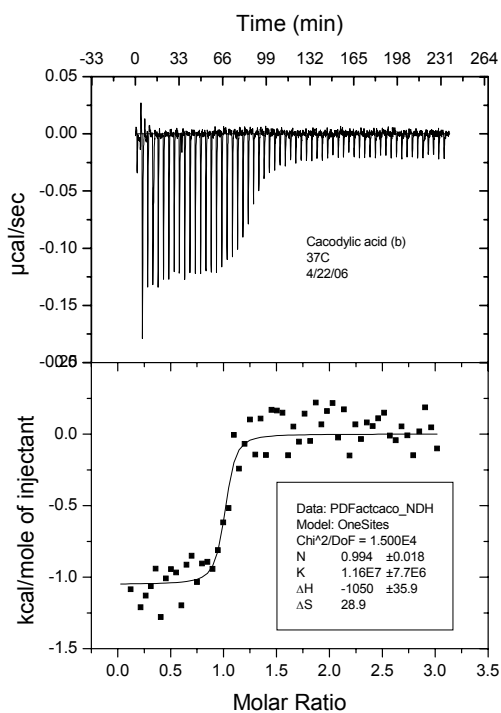 Time (min)
-33 0 33 66 99 132 165 198 231 264
0.05
0.00
-0.05
-0.10
-0.15
µcal/sec
Cacodylic acid (b)
37C
4/22/06
0.0
-0.5
-1.0
-1.5
kcal/mole of injectant
Data: PDFactcaco_NDH
Model: OneSites
Chi^2/DoF = 1.500E4
N 0.994 ±0.018
K 1.16E7 ±7.7E6
ΔH -1050 ±35.9
ΔS 28.9
0.0 0.5 1.0 1.5 2.0 2.5 3.0 3.5
Molar Ratio